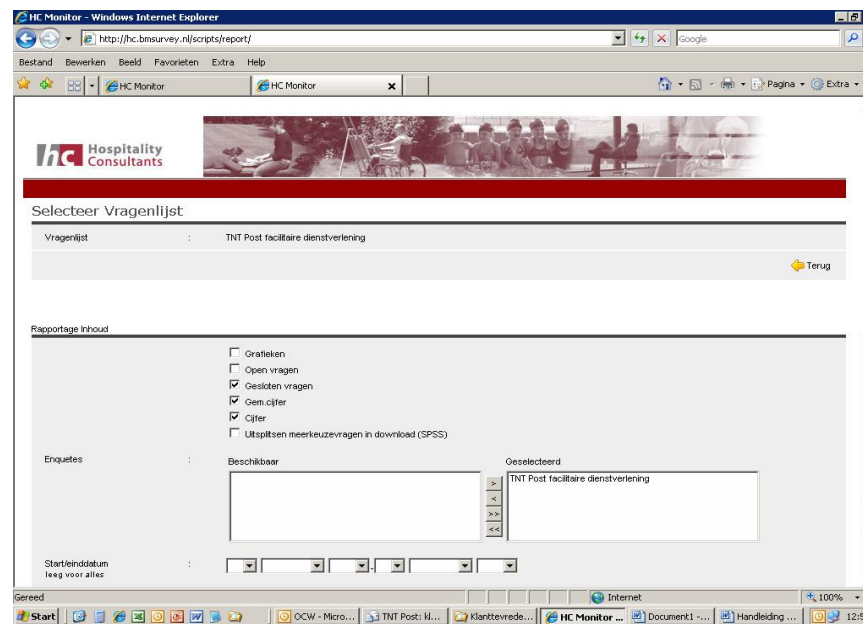 HC Monitor - Windows Internet Explorer
http://hc.bmsurvey.nl/scripts/report/
Google
Bestand Bewerken Beeld Favorieten Extra Help
HC Monitor HC Monitor Pagina Extra
hc Hospitality Consultants
Selecteer Vragenlijst
Vragenlijst : TNT Post facilitaire dienstverlening
Terug
Rapportage Inhoud
Grafieken
Open vragen
Gesloten vragen
Gem.cijfer
Cijfer
Uitsplitsen meerkeuzevragen in download (SPSS)
Enquetes : Beschikbaar Geselecteerd
TNT Post facilitaire dienstverlening
>
<
>>
<<
Start/einddatum :
leeg voor alles
Gereed Internet 100%
Start OCW - Micro... TNT Post: kl... Klanttevrede... HC Monitor ... Document1 -... Handleiding ...